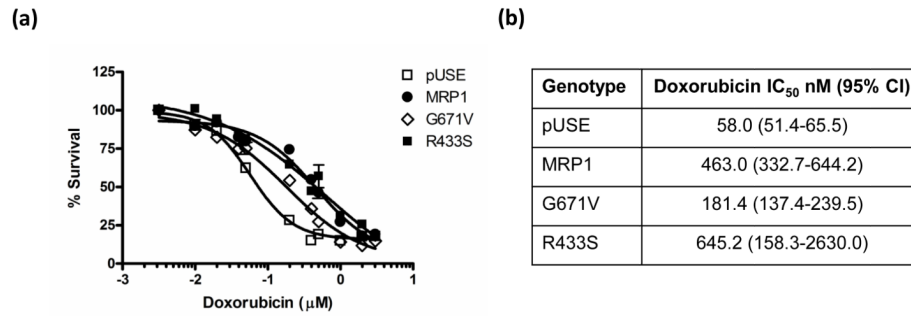 (a)
(b)
125
100
75
50
25
0
% Survival
-3
-2
-1
0
1
Doxorubicin (μM)
pUSE
MRP1
G671V
R433S
Genotype Doxorubicin IC50 nM (95% CI)
pUSE 58.0 (51.4-65.5)
MRP1 463.0 (332.7-644.2)
G671V 181.4 (137.4-239.5)
R433S 645.2 (158.3-2630.0)